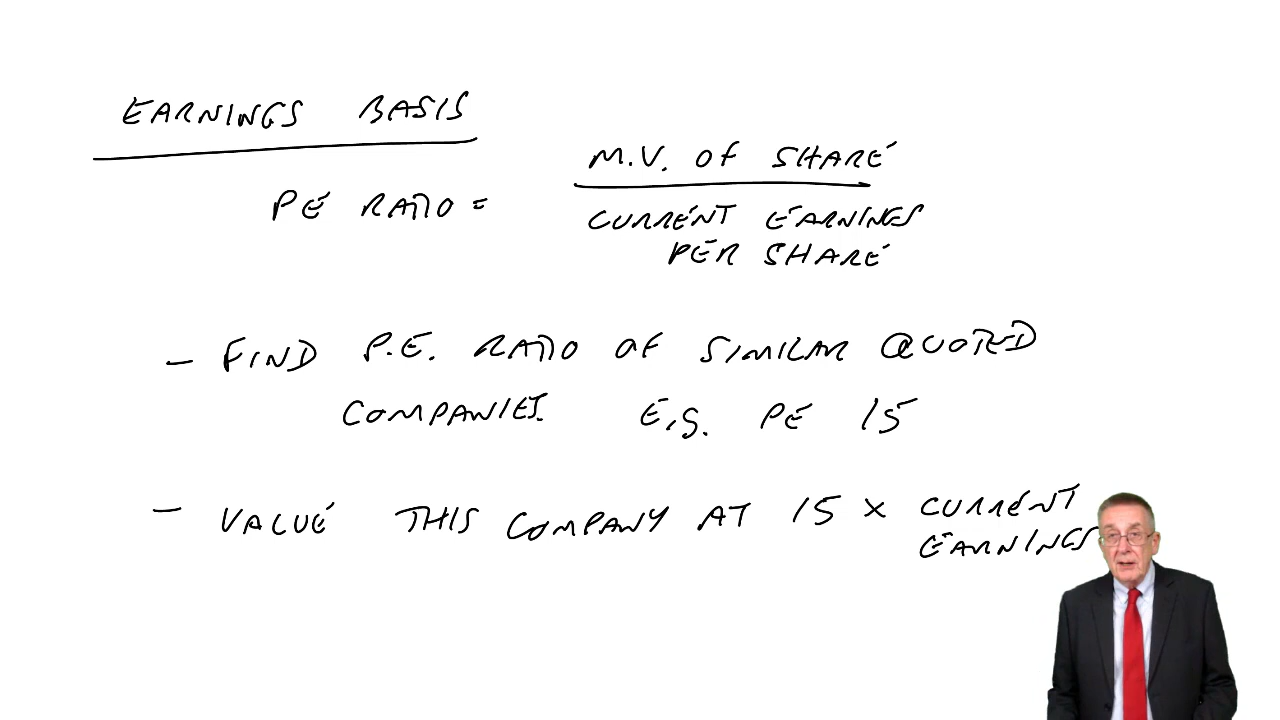 EARNINGS BASIS
PE RATIO = M.V. OF SHARE
CURRENT EARNINGS
PER SHARE
- FIND P.E. RATIO OF SIMILAR QUOTED
COMPANIES. E.G. PE 15
- VALUE THIS COMPANY AT 15 × CURRENT
EARNINGS